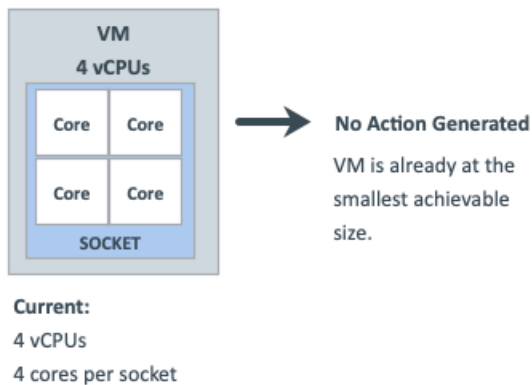 VM
4 vCPUs
Core Core
Core Core
SOCKET
No Action Generated
VM is already at the
smallest achievable
size.
Current:
4 vCPUs
4 cores per socket